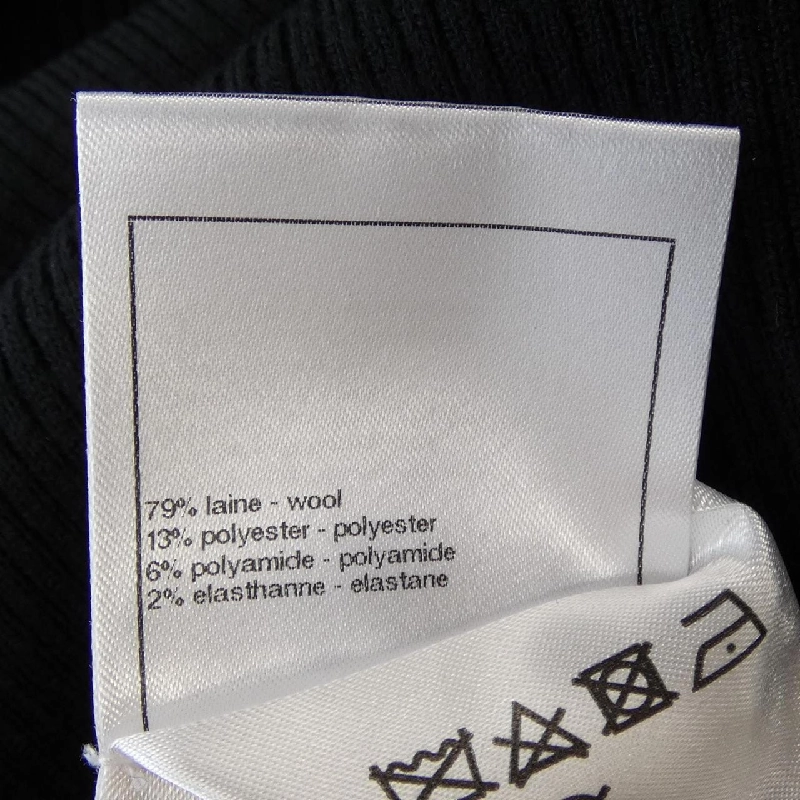 79% laine - wool
13% polyester - polyester
6% polyamide - polyamide
2% elasthanne - elastane